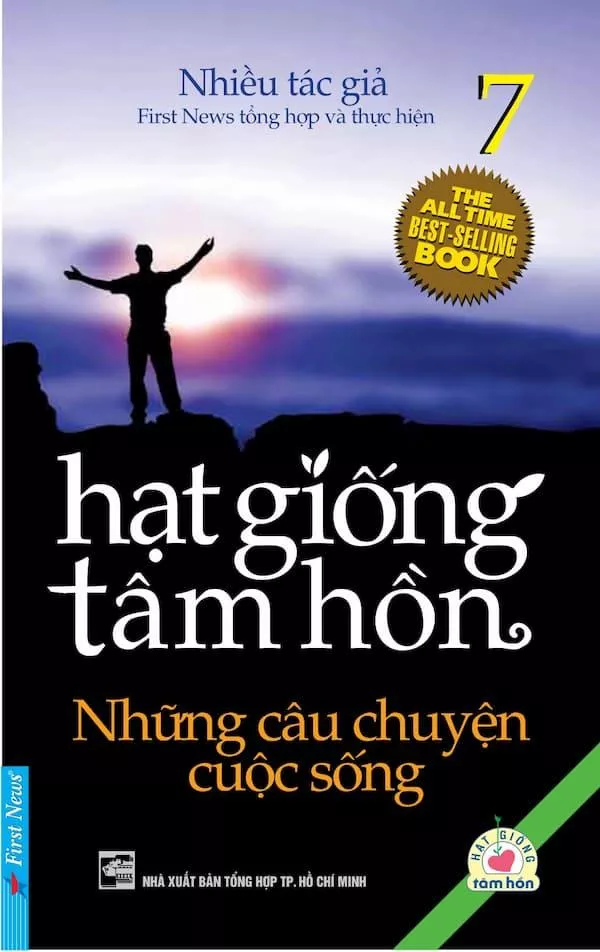 Nhiều tác giả
First News tổng hợp và thực hiện
7
THE
ALL TIME
BEST-SELLING
BOOK
hạt giống
tâm hồn
Những câu chuyện
cuộc sống
First News®
NHÀ XUẤT BẢN TỔNG HỢP TP. HỒ CHÍ MINH
HẠT GIỐNG
tâm hồn